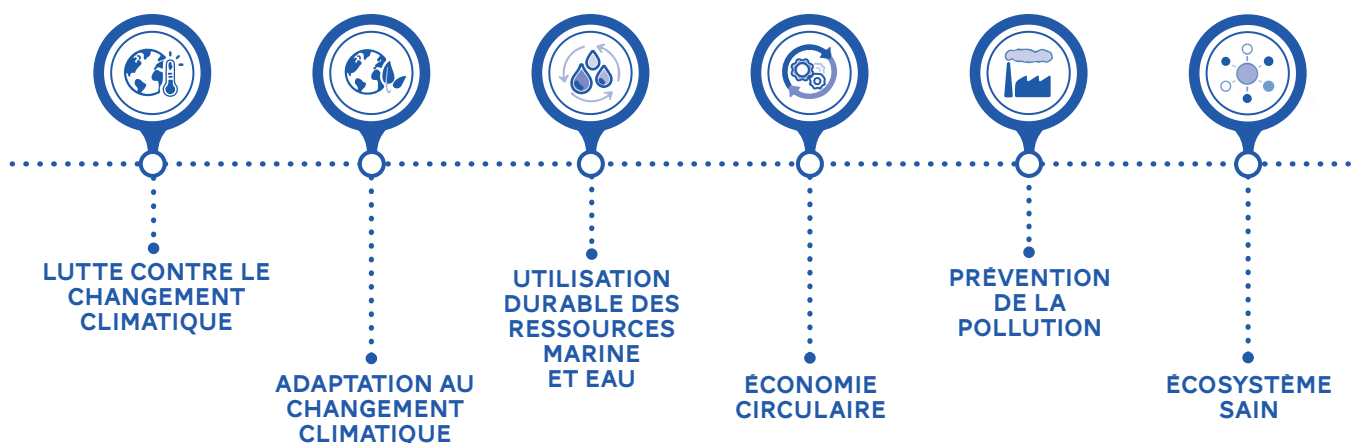 LUTTE CONTRE LE
CHANGEMENT
CLIMATIQUE
ADAPTATION AU
CHANGEMENT
CLIMATIQUE
UTILISATION
DURABLE DES
RESSOURCES
MARINE
ET EAU
ÉCONOMIE
CIRCULAIRE
PRÉVENTION
DE LA
POLLUTION
ÉCOSYSTÈME
SAIN